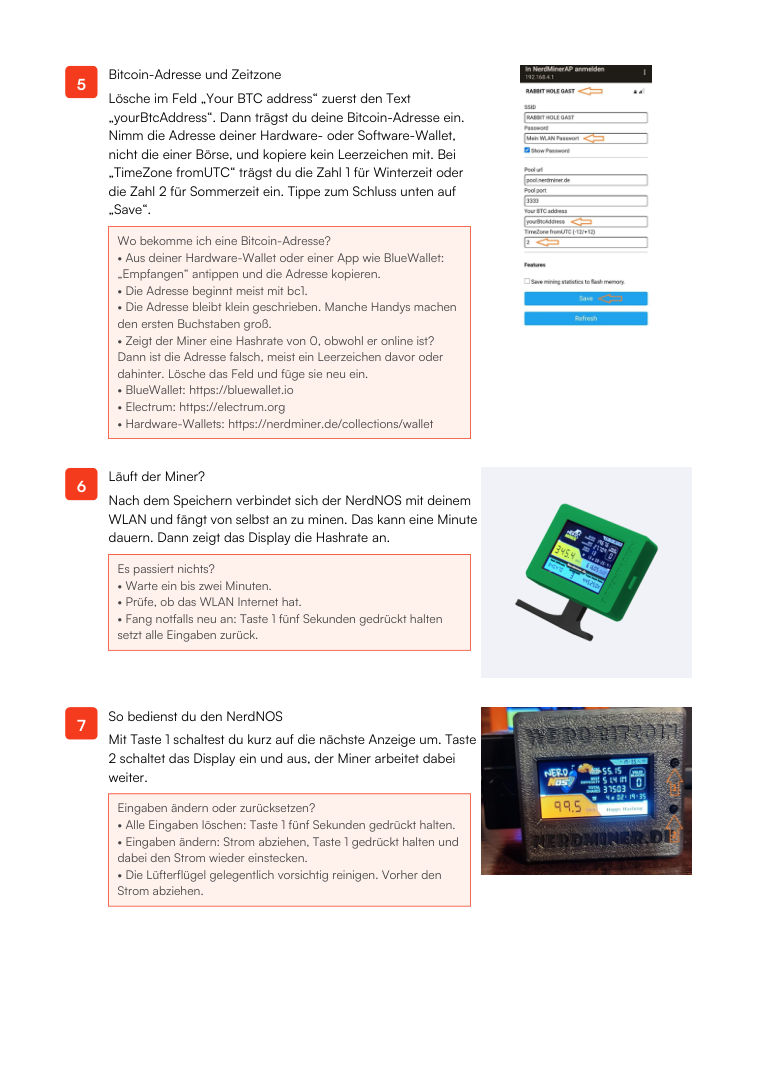 5
Bitcoin-Adresse und Zeitzone
Lösche im Feld „Your BTC address“ zuerst den Text
„yourBtcAddress“. Dann trägst du deine Bitcoin-Adresse ein.
Nimm die Adresse deiner Hardware- oder Software-Wallet,
nicht die einer Börse, und kopiere kein Leerzeichen mit. Bei
„TimeZone fromUTC“ trägst du die Zahl 1 für Winterzeit oder
die Zahl 2 für Sommerzeit ein. Tippe zum Schluss unten auf
„Save“.
Wo bekomme ich eine Bitcoin-Adresse?
• Aus deiner Hardware-Wallet oder einer App wie BlueWallet:
„Empfangen“ antippen und die Adresse kopieren.
• Die Adresse beginnt meist mit bc1.
• Die Adresse bleibt klein geschrieben. Manche Handys machen
den ersten Buchstaben groß.
• Zeigt der Miner eine Hashrate von 0, obwohl er online ist?
Dann ist die Adresse falsch, meist ein Leerzeichen davor oder
dahinter. Lösche das Feld und füge sie neu ein.
• BlueWallet: https://bluewallet.io
• Electrum: https://electrum.org
• Hardware-Wallets: https://nerdminer.de/collections/wallet
In NerdMinerAP anmelden
192.168.4.1
RABBIT HOLE GAST
SSID
RABBIT HOLE GAST
Password
Mein WLAN Passwort
Show Password
Pool url
pool.nerdminer.de
Pool port
3333
Your BTC address
yourBtcAddress
TimeZone fromUTC (-12/+12)
2
Features
Save mining statistics to flash memory.
Save
Refresh
6
Läuft der Miner?
Nach dem Speichern verbindet sich der NerdNOS mit deinem
WLAN und fängt von selbst an zu minen. Das kann eine Minute
dauern. Dann zeigt das Display die Hashrate an.
Es passiert nichts?
• Warte ein bis zwei Minuten.
• Prüfe, ob das WLAN Internet hat.
• Fang notfalls neu an: Taste 1 fünf Sekunden gedrückt halten
setzt alle Eingaben zurück.
345.4
7
So bedienst du den NerdNOS
Mit Taste 1 schaltest du kurz auf die nächste Anzeige um. Taste
2 schaltet das Display ein und aus, der Miner arbeitet dabei
weiter.
Eingaben ändern oder zurücksetzen?
• Alle Eingaben löschen: Taste 1 fünf Sekunden gedrückt halten.
• Eingaben ändern: Strom abziehen, Taste 1 gedrückt halten und
dabei den Strom wieder einstecken.
• Die Lüfterflügel gelegentlich vorsichtig reinigen. Vorher den
Strom abziehen.
WERD BITCOIN
NERD
NOS
55.15
37503
0
99.5
NERDMINER.DE